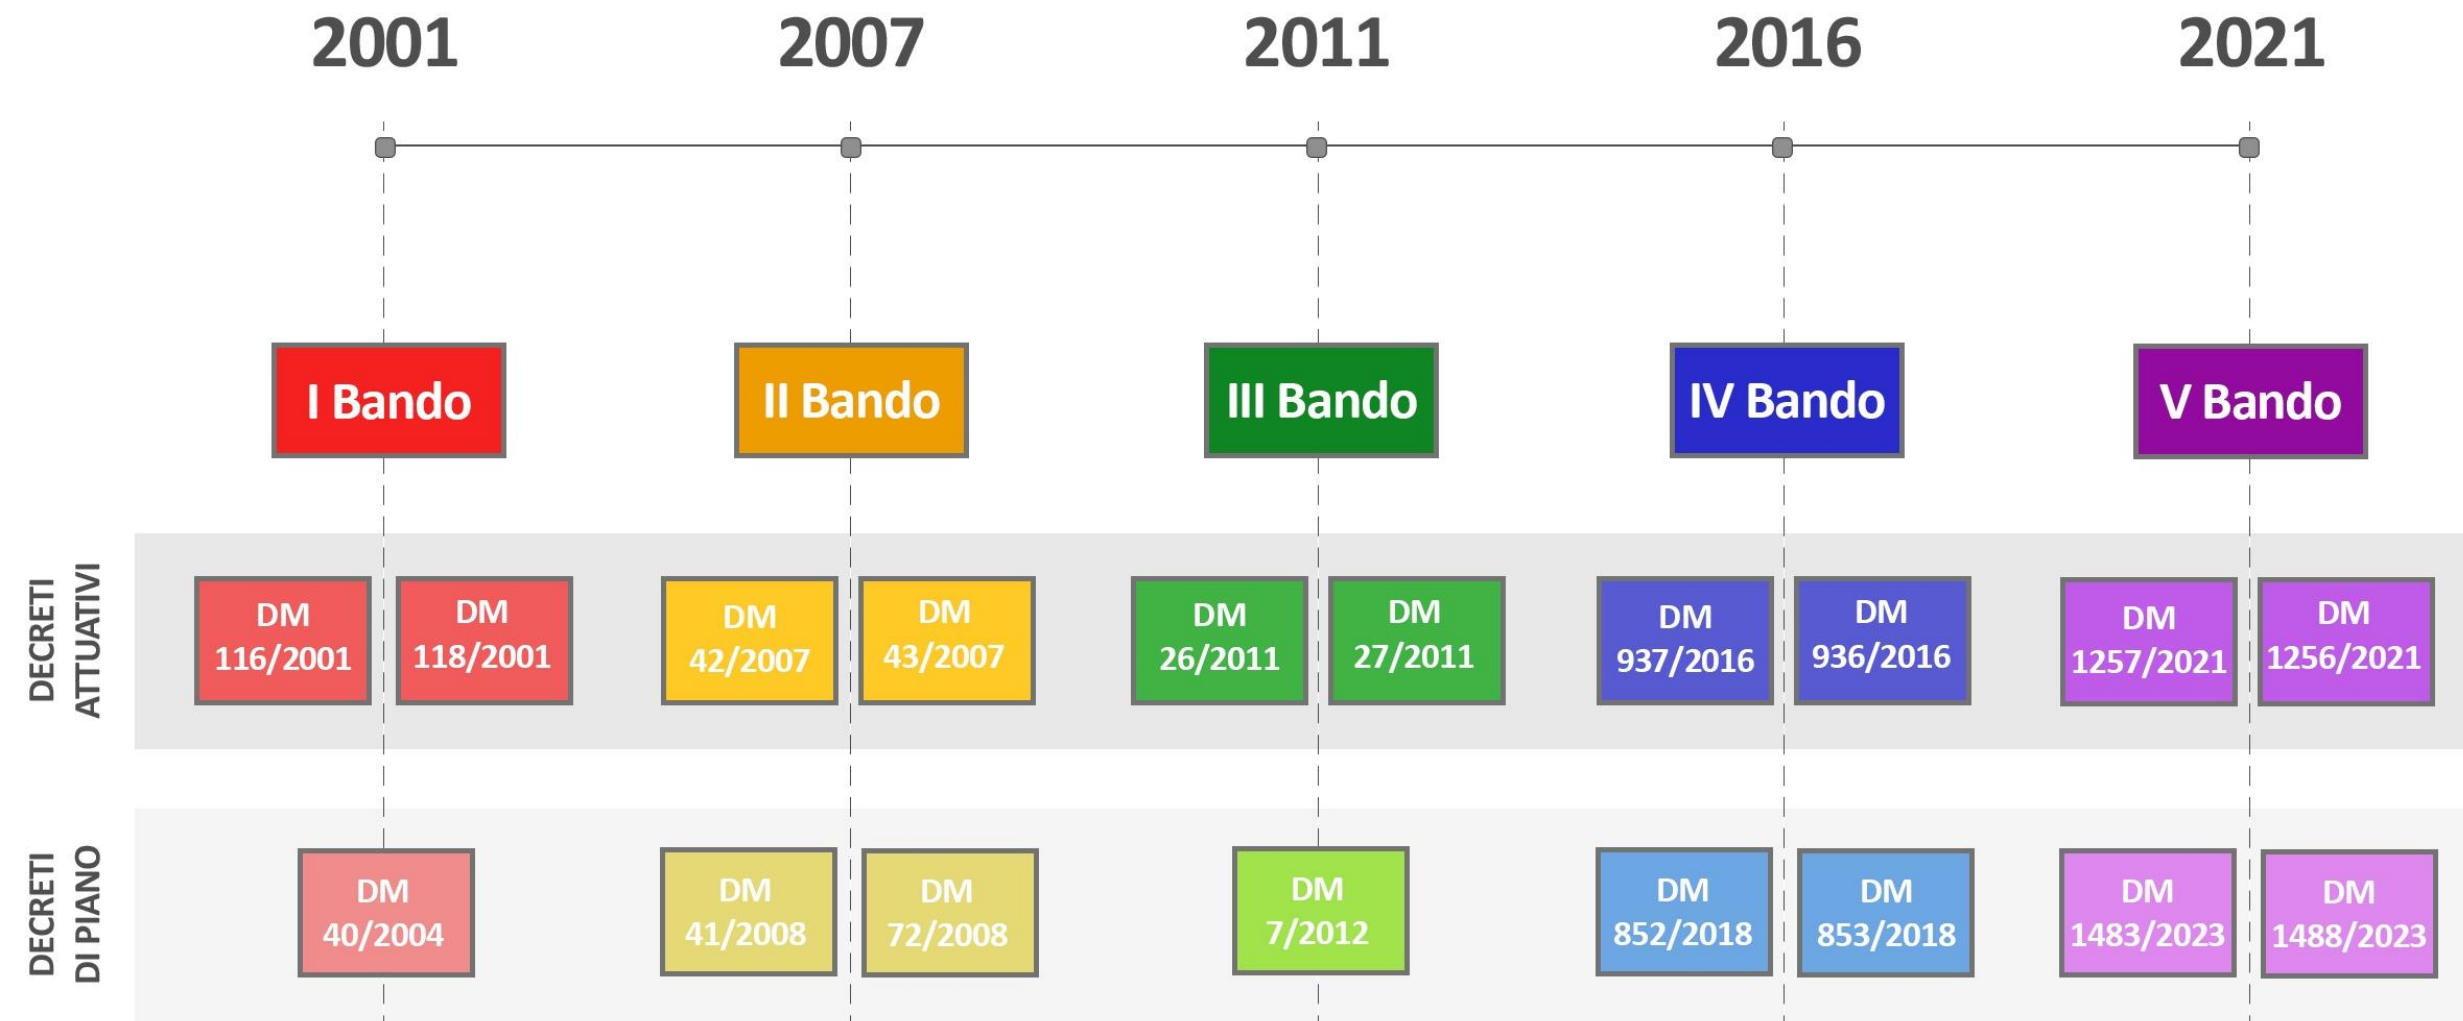 2001
2007
2011
2016
2021
I Bando
II Bando
III Bando
IV Bando
V Bando
DECRETI
ATTUATIVI
DM
116/2001
DM
118/2001
DM
42/2007
DM
43/2007
DM
26/2011
DM
27/2011
DM
937/2016
DM
936/2016
DM
1257/2021
DM
1256/2021
DECRETI
DI PIANO
DM
40/2004
DM
41/2008
DM
72/2008
DM
7/2012
DM
852/2018
DM
853/2018
DM
1483/2023
DM
1488/2023